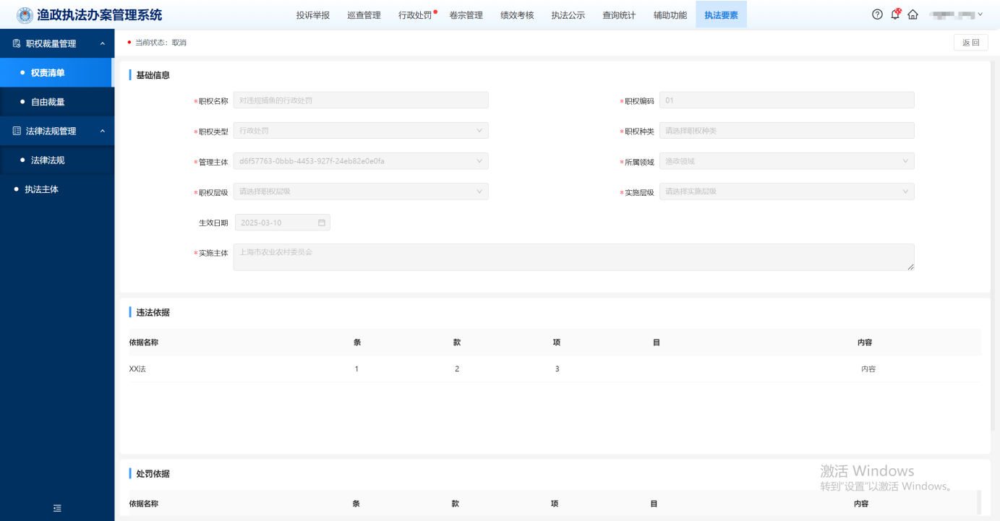 渔政执法办案管理系统
投诉举报 巡查管理 行政处罚 卷宗管理 绩效考核 执法公示 查询统计 辅助功能 执法要素
职权裁量管理
权责清单
自由裁量
法律法规管理
法律法规
执法主体
当前状态: 取消
返 回
基础信息
*职权名称 对违规捕鱼的行政处罚 *职权编码 01
*职权类型 行政处罚 *职权种类 请选择职权种类
*管理主体 d6f57763-0bbb-4453-927f-24eb82e0e0fa *所属领域 渔政领域
*职权层级 请选择职权层级 *实施层级 请选择实施层级
生效日期 2025-03-10
*实施主体 上海市农业农村委员会
违法依据
依据名称 条 款 项 目 内容
XX法 1 2 3 内容
处罚依据
依据名称 条 款 项 目 内容
激活 Windows
转到"设置"以激活 Windows。